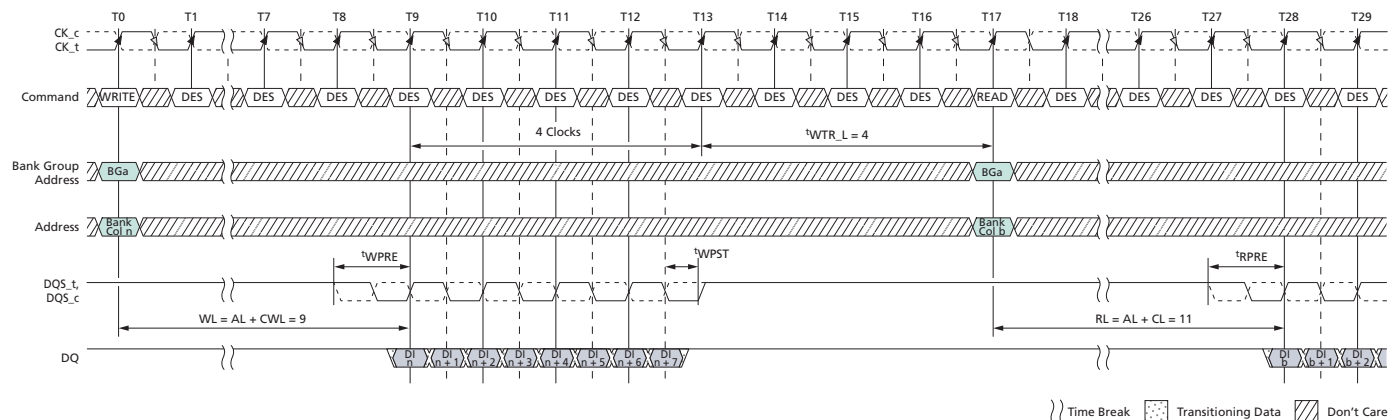 T0 T1 T7 T8 T9 T10 T11 T12 T13 T14 T15 T16 T17 T18 T26 T27 T28 T29
CK_c
CK_t
Command WRITE DES DES DES DES DES DES DES DES DES DES DES READ DES DES DES DES DES
4 Clocks tWTR_L = 4
Bank Group
Address
BGa BGa
Address
Bank
Col n
Bank
Col b
tWPRE tWPST tRPRE
DQS_t,
DQS_c
WL = AL + CWL = 9 RL = AL + CL = 11
DQ
DI DI DI DI DI DI DI DI DI DI DI
n n + 1 n + 2 n + 3 n + 4 n + 5 n + 6 n + 7 b b + 1 b + 2
Time Break Transitioning Data Don't Care